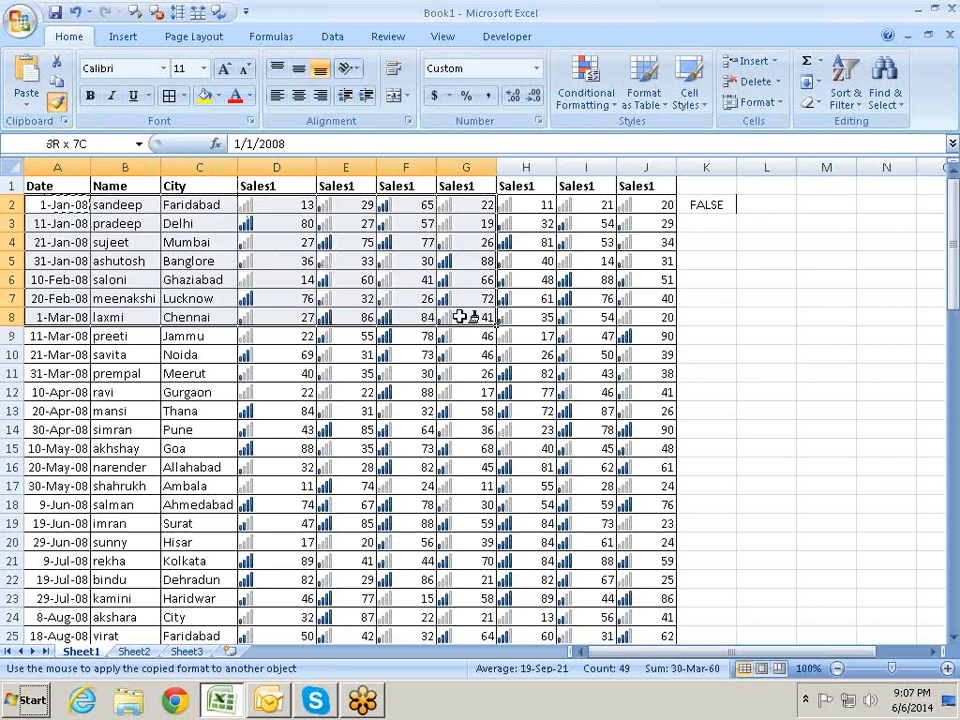 Book1 - Microsoft Excel
Home Insert Page Layout Formulas Data Review View Developer
Paste Calibri 11 A A Custom Conditional Formatting Format as Table Cell Styles Insert Delete Format Sort & Filter Find & Select
B I U A $ % ,
Clipboard Font Alignment Number Styles Cells Editing
8R x 7C fx 1/1/2008
A B C D E F G H I J K L M N
1 Date Name City Sales1 Sales1 Sales1 Sales1 Sales1 Sales1 Sales1
2 1-Jan-08 sandeep Faridabad 13 29 65 22 11 21 20 FALSE
3 11-Jan-08 pradeep Delhi 80 27 57 19 32 54 29
4 21-Jan-08 sujeet Mumbai 27 75 77 26 81 53 34
5 31-Jan-08 ashutosh Banglore 36 33 30 88 40 14 31
6 10-Feb-08 saloni Ghaziabad 14 60 41 66 48 88 51
7 20-Feb-08 meenakshi Lucknow 76 32 26 72 61 76 40
8 1-Mar-08 laxmi Chennai 27 86 84 41 35 54 20
9 11-Mar-08 preeti Jammu 22 55 78 46 17 47 90
10 21-Mar-08 savita Noida 69 31 73 46 26 50 39
11 31-Mar-08 prempal Meerut 40 35 30 26 82 43 38
12 10-Apr-08 ravi Gurgaon 22 22 88 17 77 46 41
13 20-Apr-08 mansi Thana 84 31 32 58 72 87 26
14 30-Apr-08 simran Pune 43 85 64 36 23 78 90
15 10-May-08 akhshay Goa 88 35 73 68 40 45 48
16 20-May-08 narender Allahabad 32 28 82 45 81 62 61
17 30-May-08 shahrukh Ambala 11 74 24 11 55 28 24
18 9-Jun-08 salman Ahmedabad 74 67 78 30 54 59 76
19 19-Jun-08 imran Surat 47 85 88 59 84 73 23
20 29-Jun-08 sunny Hisar 17 20 56 39 84 61 24
21 9-Jul-08 rekha Kolkata 89 41 44 70 84 88 59
22 19-Jul-08 bindu Dehradun 82 29 86 21 82 67 25
23 29-Jul-08 kamini Haridwar 46 77 15 58 89 44 86
24 8-Aug-08 akshara City 32 87 22 21 13 56 41
25 18-Aug-08 virat Faridabad 50 42 32 64 60 31 62
Sheet1 Sheet2 Sheet3
Use the mouse to apply the copied format to another object Average: 19-Sep-21 Count: 49 Sum: 30-Mar-60 100%
Start 9:07 PM
6/6/2014